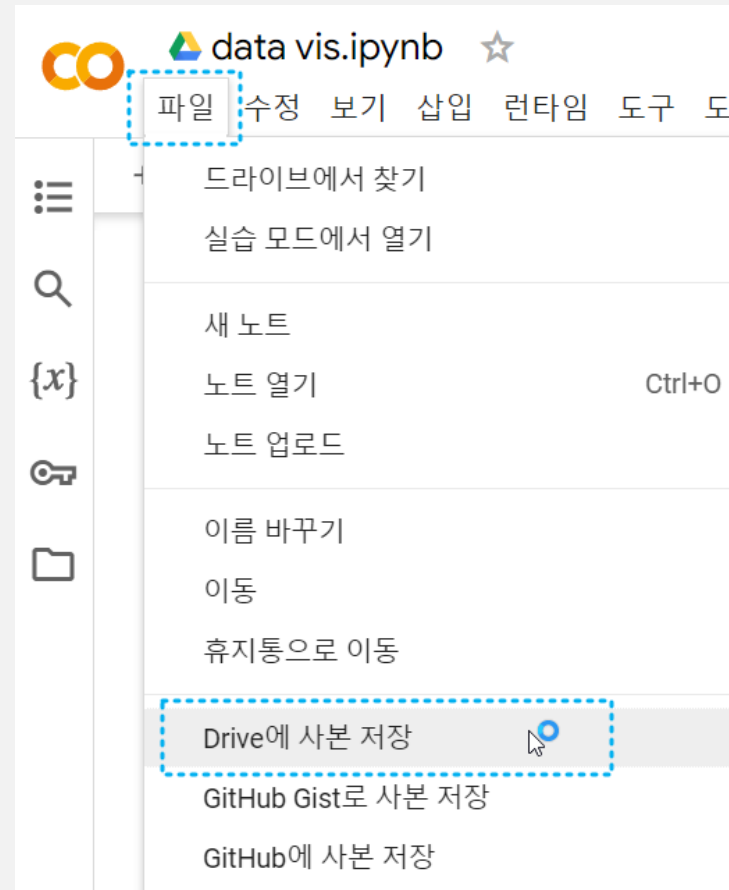 data vis.ipynb
파일 수정 보기 삽입 런타임 도구 도
드라이브에서 찾기
실습 모드에서 열기
새 노트
노트 열기 Ctrl+O
노트 업로드
이름 바꾸기
이동
휴지통으로 이동
Drive에 사본 저장
GitHub Gist로 사본 저장
GitHub에 사본 저장
{x}